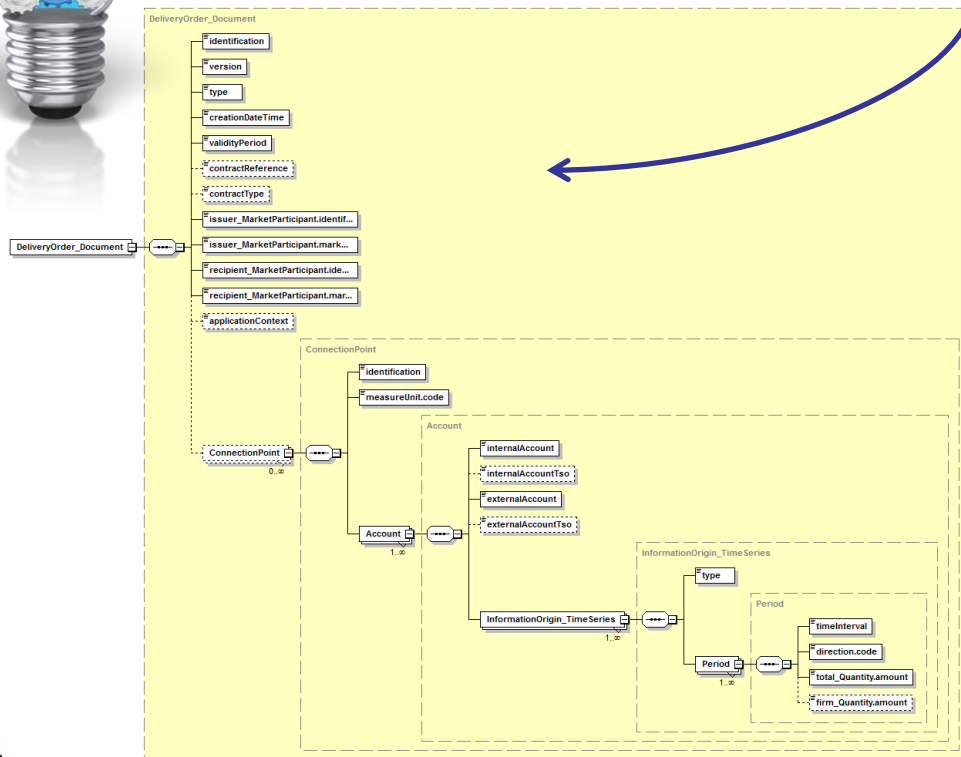 DeliveryOrder_Document
identification
version
type
creationDateTime
validityPeriod
contractReference
contractType
issuer_MarketParticipant.identif...
DeliveryOrder_Document
issuer_MarketParticipant.mark...
recipient_MarketParticipant.ide...
recipient_MarketParticipant.mar...
applicationContext
ConnectionPoint
identification
measureUnit.code
Account
ConnectionPoint
0..∞
internalAccount
internalAccountTso
externalAccount
externalAccountTso
Account
1..∞
InformationOrigin_TimeSeries
type
Period
InformationOrigin_TimeSeries
1..∞
timeInterval
direction.code
Period
1..∞
total_Quantity.amount
firm_Quantity.amount